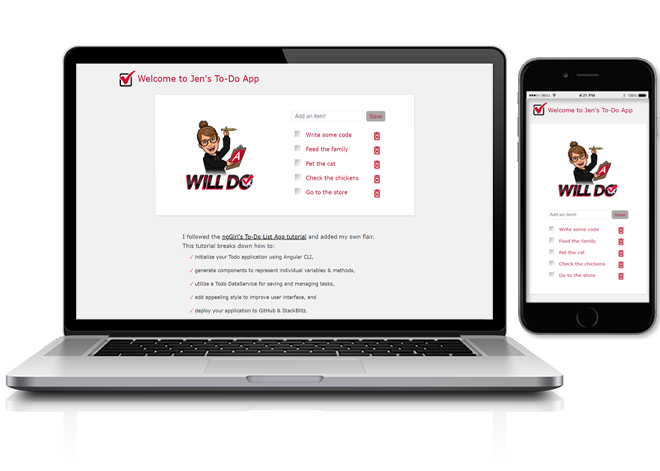 Welcome to Jen's To-Do App
Add an item!
Save
Write some code
Feed the family
Pet the cat
Check the chickens
Go to the store
A
WILL DO
I followed the ngGirl's To-Do List App tutorial and added my own flair.
This tutorial breaks down how to:
initialize your Todo application using Angular CLI,
generate components to represent individual variables & methods,
utilize a Todo DataService for saving and managing tasks,
add appealing style to improve user interface, and
deploy your application to GitHub & StackBlitz.
4:21 PM
100%
Welcome to Jen's To-Do App
WILL DO
Add an item!
Save
Write some code
Feed the family
Pet the cat
Check the chickens
Go to the store